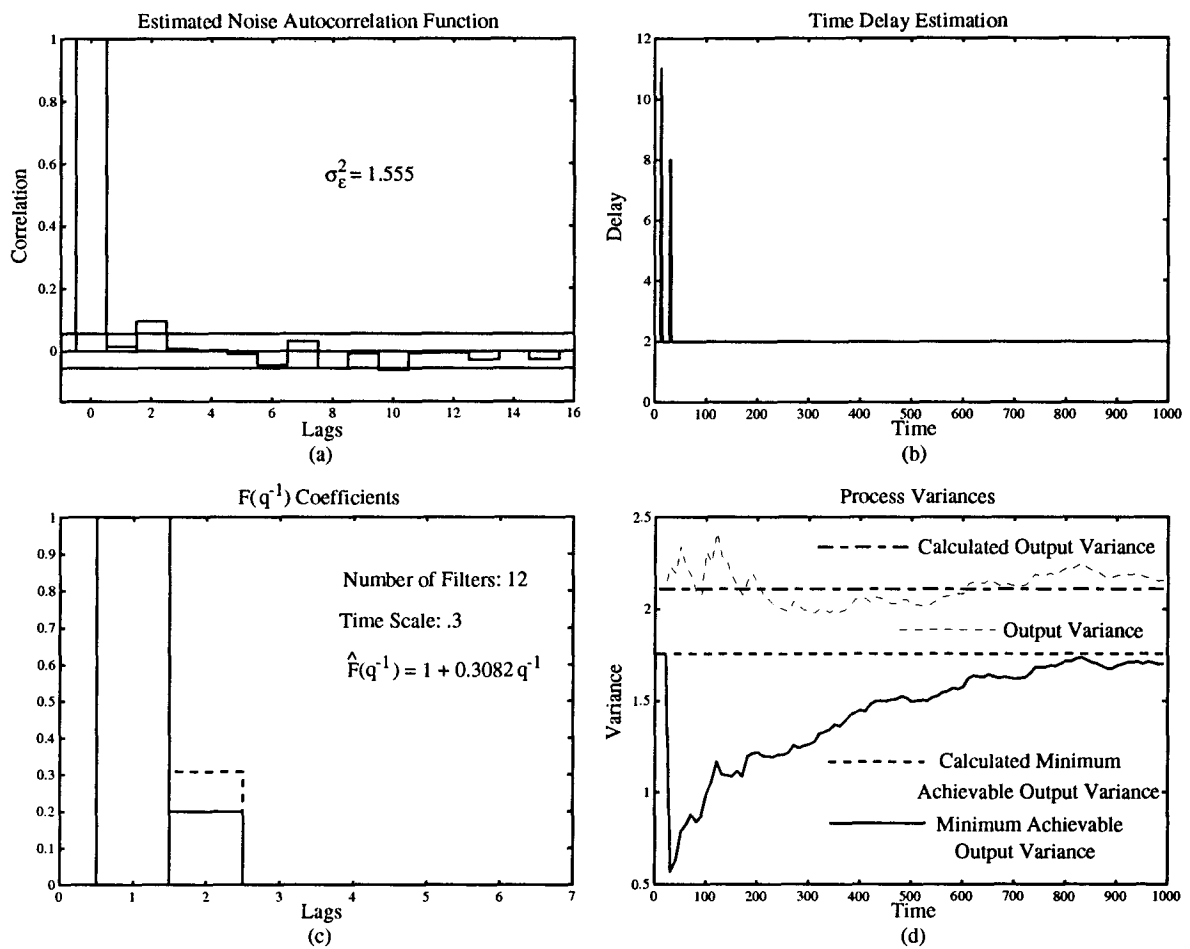 Estimated Noise Autocorrelation Function
1
0.8
0.6
0.4
0.2
0
Correlation
σ²ε = 1.555
0 2 4 6 8 10 12 14 16
Lags
(a)
Time Delay Estimation
12
10
8
6
4
2
0
Delay
0 100 200 300 400 500 600 700 800 900 1000
Time
(b)
F(q⁻¹) Coefficients
1
0.9
0.8
0.7
0.6
0.5
0.4
0.3
0.2
0.1
0
Number of Filters: 12
Time Scale: .3
F̂(q⁻¹) = 1 + 0.3082 q⁻¹
0 1 2 3 4 5 6 7
Lags
(c)
Process Variances
2.5
2
1.5
1
0.5
Variance
Calculated Output Variance
Output Variance
Calculated Minimum
Achievable Output Variance
Minimum Achievable
Output Variance
0 100 200 300 400 500 600 700 800 900 1000
Time
(d)